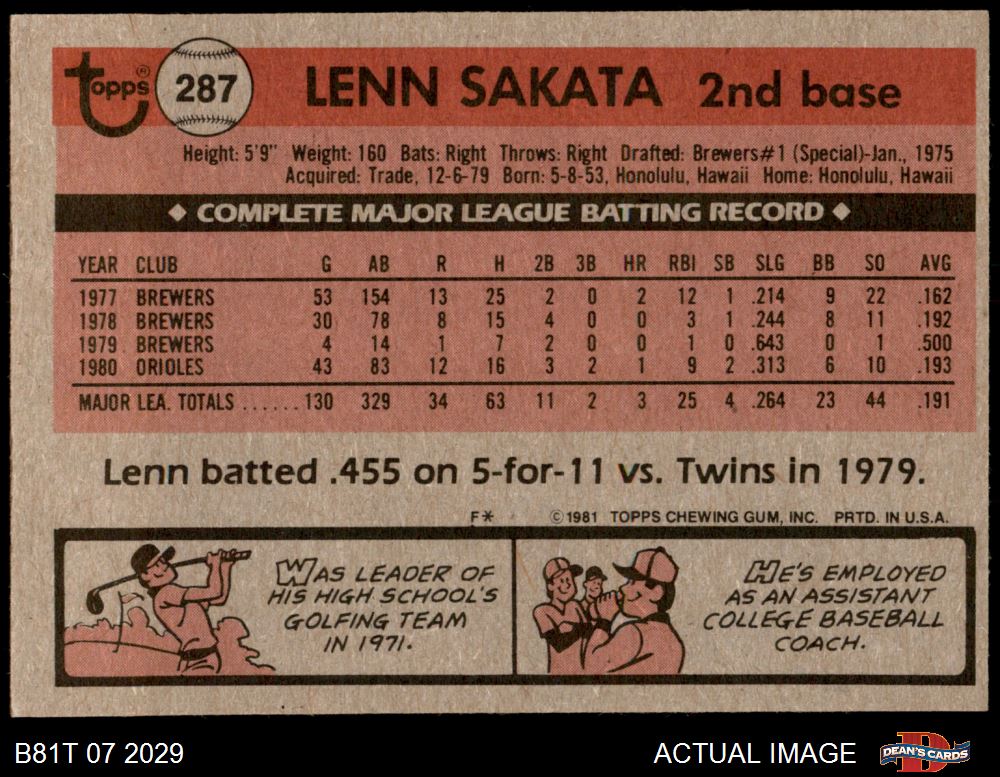 topps® 287 LENN SAKATA 2nd base
Height: 5'9" Weight: 160 Bats: Right Throws: Right Drafted: Brewers#1 (Special)-Jan., 1975
Acquired: Trade, 12-6-79 Born: 5-8-53, Honolulu, Hawaii Home: Honolulu, Hawaii
◆ COMPLETE MAJOR LEAGUE BATTING RECORD ◆
YEAR CLUB G AB R H 2B 3B HR RBI SB SLG BB SO AVG
1977 BREWERS 53 154 13 25 2 0 2 12 1 .214 9 22 .162
1978 BREWERS 30 78 8 15 4 0 0 3 1 .244 8 11 .192
1979 BREWERS 4 14 1 7 2 0 0 1 0 .643 0 1 .500
1980 ORIOLES 43 83 12 16 3 2 1 9 2 .313 6 10 .193
MAJOR LEA. TOTALS ...... 130 329 34 63 11 2 3 25 4 .264 23 44 .191
Lenn batted .455 on 5-for-11 vs. Twins in 1979.
F* © 1981 TOPPS CHEWING GUM, INC. PRTD. IN U.S.A.
WAS LEADER OF
HIS HIGH SCHOOL'S
GOLFING TEAM
IN 1971.
HE'S EMPLOYED
AS AN ASSISTANT
COLLEGE BASEBALL
COACH.
B81T 07 2029 ACTUAL IMAGE DEAN'S CARDS